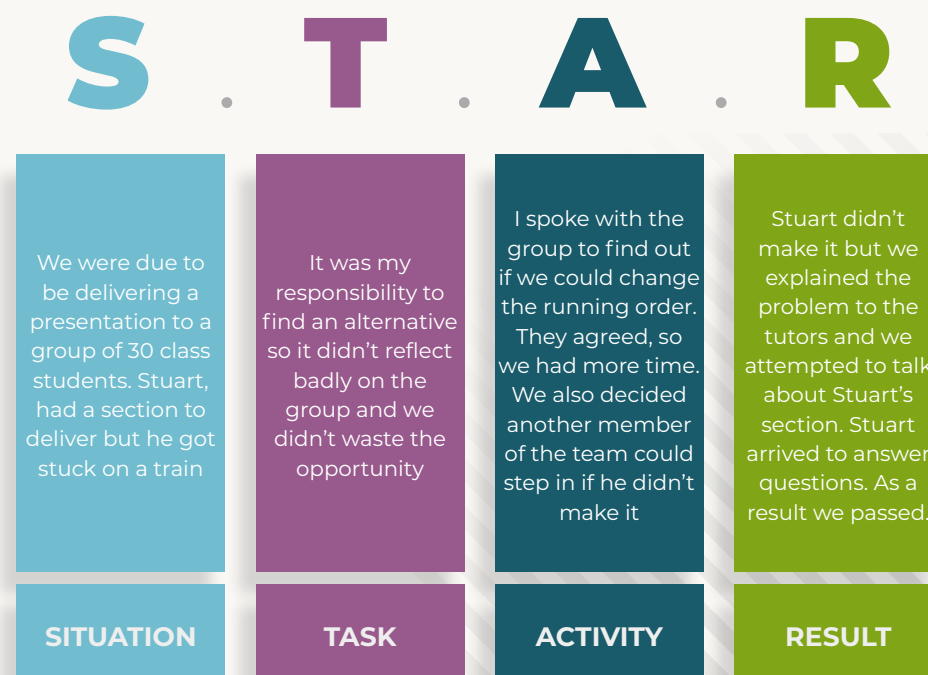 S . T . A . R
We were due to
be delivering a
presentation to a
group of 30 class
students. Stuart,
had a section to
deliver but he got
stuck on a train
SITUATION
It was my
responsibility to
find an alternative
so it didn't reflect
badly on the
group and we
didn't waste the
opportunity
TASK
I spoke with the
group to find out
if we could change
the running order.
They agreed, so
we had more time.
We also decided
another member
of the team could
step in if he didn't
make it
ACTIVITY
Stuart didn't
make it but we
explained the
problem to the
tutors and we
attempted to talk
about Stuart's
section. Stuart
arrived to answer
questions. As a
result we passed.
RESULT